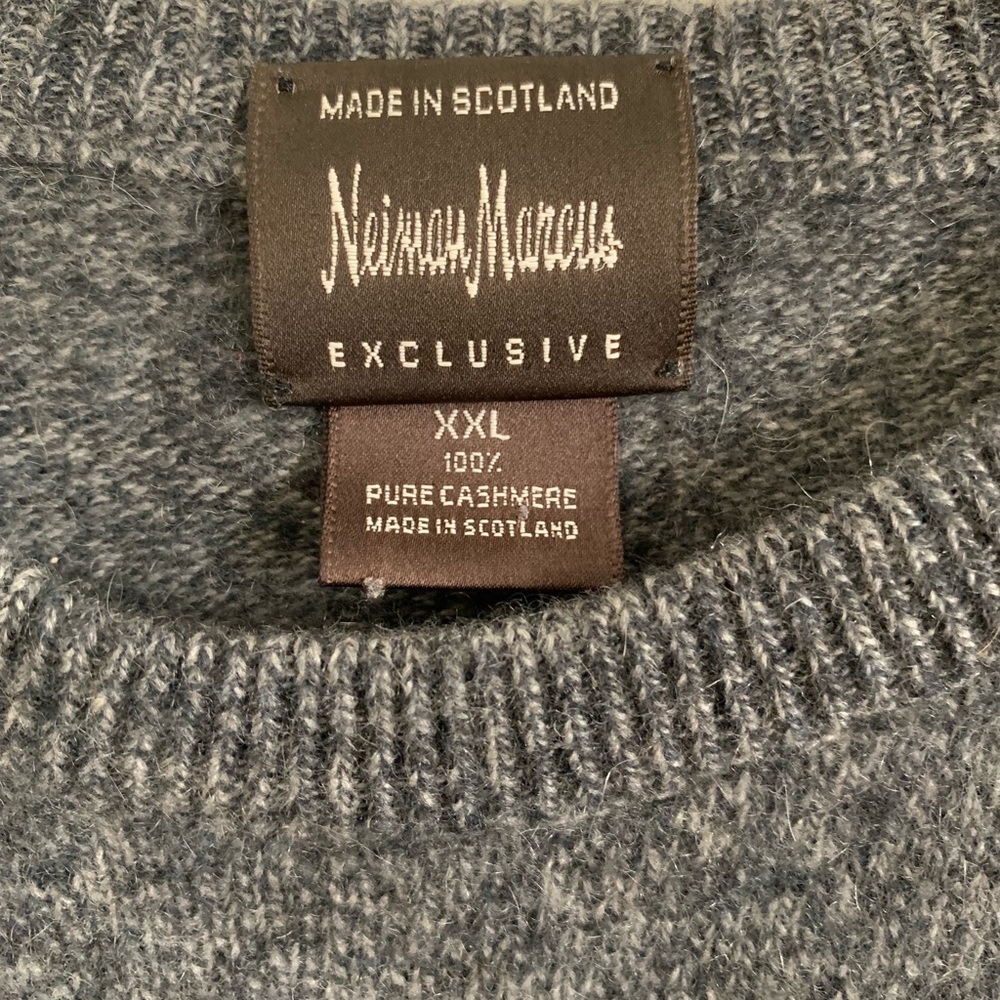 MADE IN SCOTLAND
Neiman Marcus
EXCLUSIVE
XXL
100%
PURE CASHMERE
MADE IN SCOTLAND